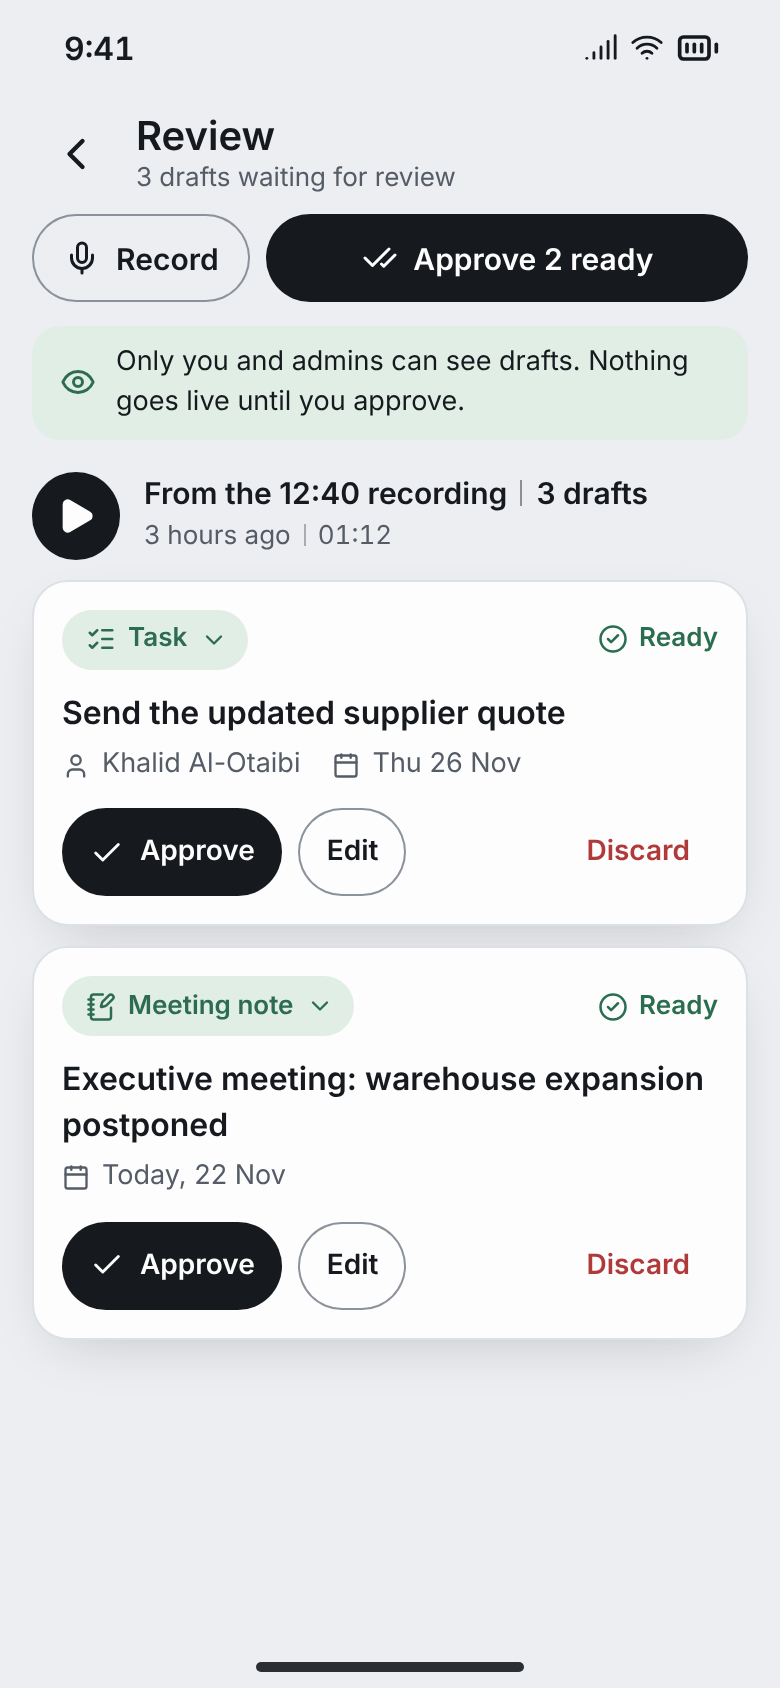 9:41
Review
3 drafts waiting for review
Record
Approve 2 ready
Only you and admins can see drafts. Nothing
goes live until you approve.
From the 12:40 recording | 3 drafts
3 hours ago | 01:12
Task
Ready
Send the updated supplier quote
Khalid Al-Otaibi
Thu 26 Nov
Approve
Edit
Discard
Meeting note
Ready
Executive meeting: warehouse expansion
postponed
Today, 22 Nov
Approve
Edit
Discard